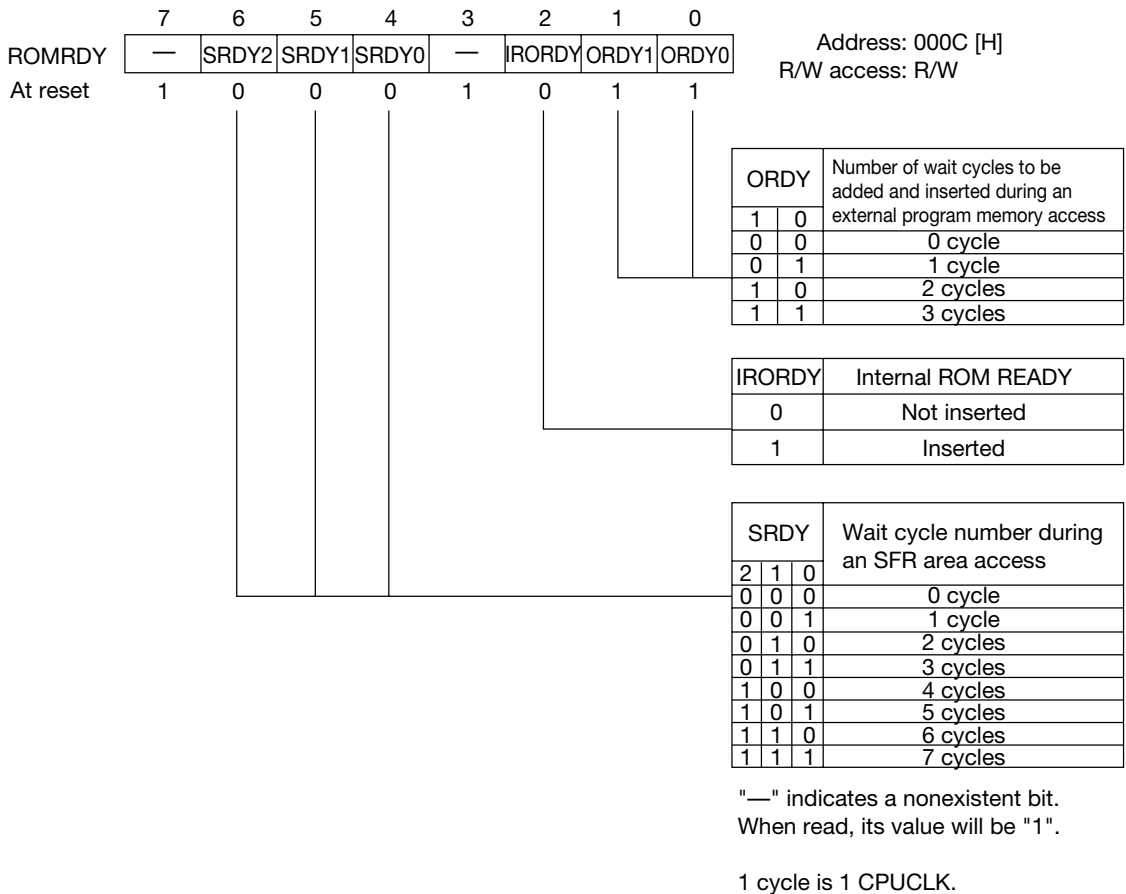 7 6 5 4 3 2 1 0
ROMRDY — SRDY2 SRDY1 SRDY0 — IRORDY ORDY1 ORDY0
At reset 1 0 0 0 1 0 1 1
Address: 000C [H]
R/W access: R/W
ORDY
Number of wait cycles to be
added and inserted during an
external program memory access
1 0
0 0 0 cycle
0 1 1 cycle
1 0 2 cycles
1 1 3 cycles
IRORDY Internal ROM READY
0 Not inserted
1 Inserted
SRDY
Wait cycle number during
an SFR area access
2 1 0
0 0 0 0 cycle
0 0 1 1 cycle
0 1 0 2 cycles
0 1 1 3 cycles
1 0 0 4 cycles
1 0 1 5 cycles
1 1 0 6 cycles
1 1 1 7 cycles
"—" indicates a nonexistent bit.
When read, its value will be "1".
1 cycle is 1 CPUCLK.